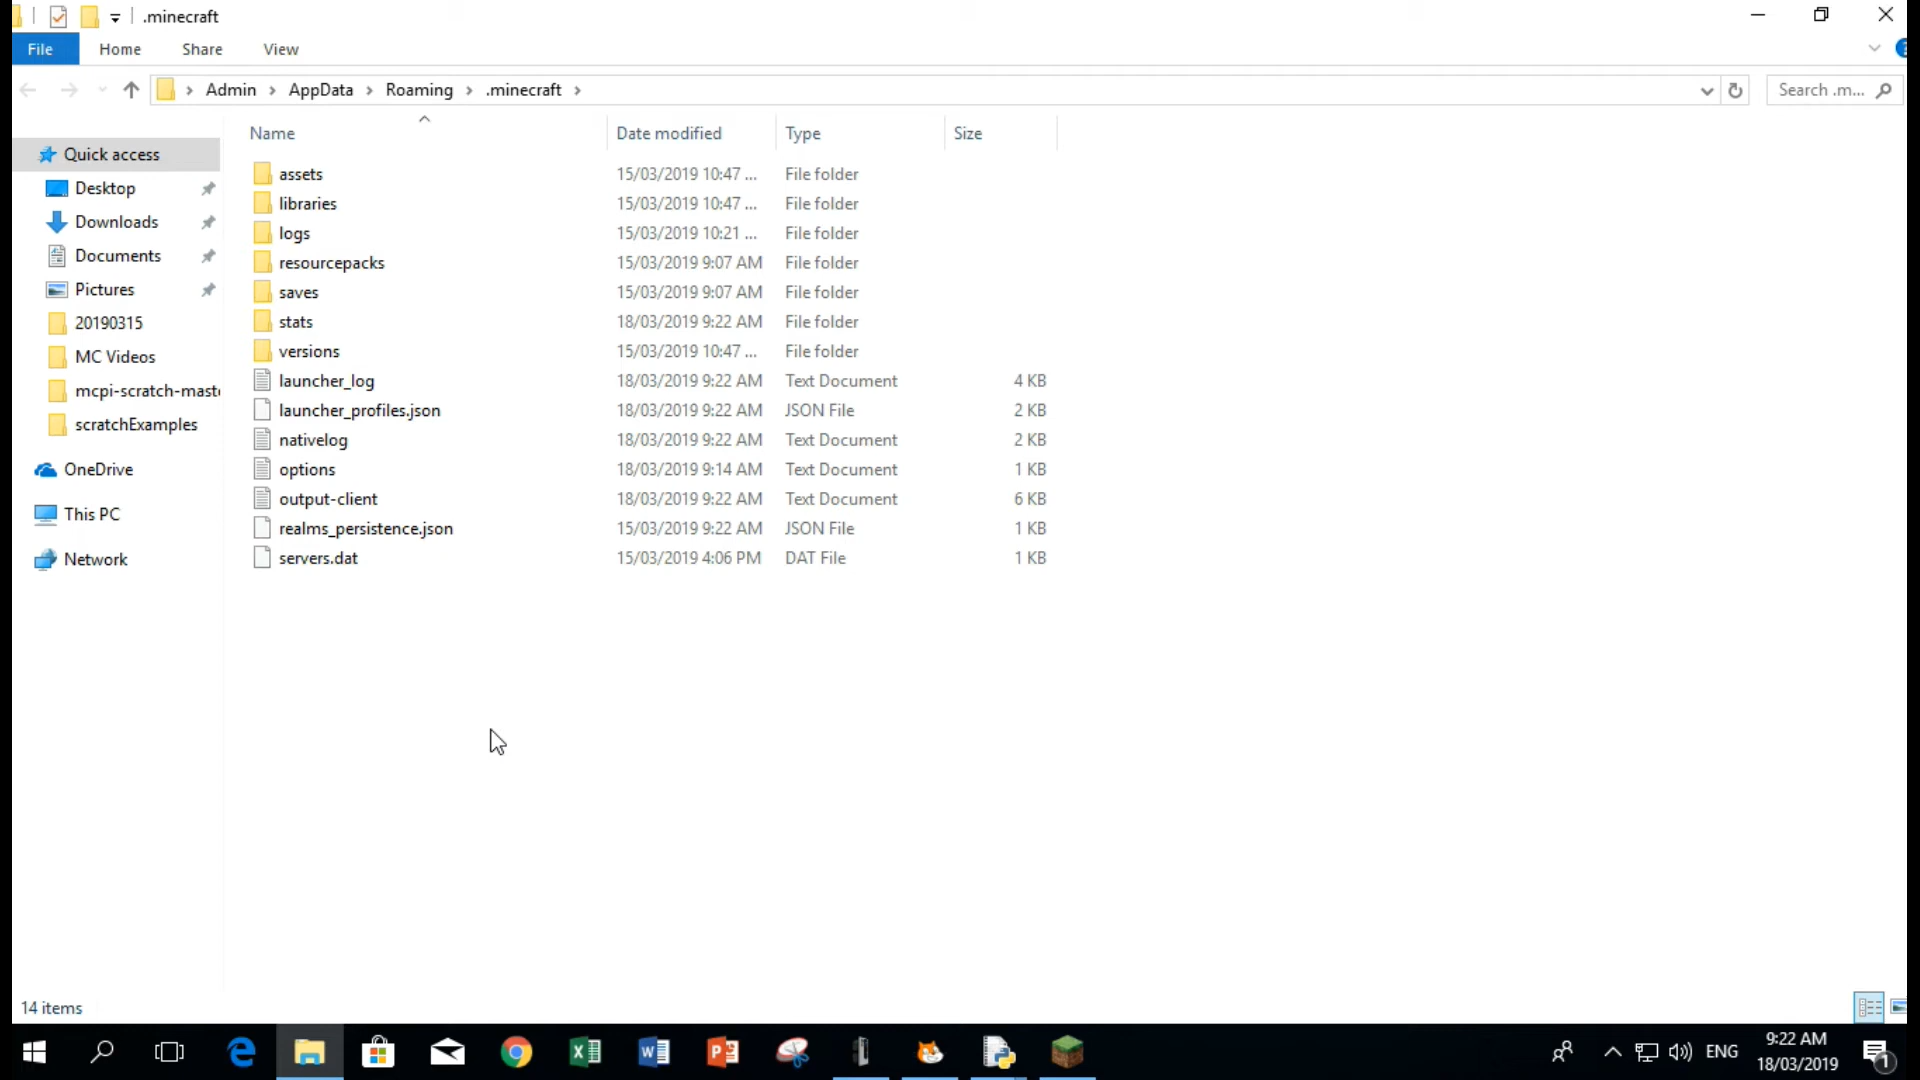 .minecraft
File Home Share View
Admin AppData Roaming .minecraft Search .m...
Name Date modified Type Size
Quick access
Desktop
Downloads
Documents
Pictures
20190315
MC Videos
mcpi-scratch-mast
scratchExamples
OneDrive
This PC
Network
assets 15/03/2019 10:47 ... File folder
libraries 15/03/2019 10:47 ... File folder
logs 15/03/2019 10:21 ... File folder
resourcepacks 15/03/2019 9:07 AM File folder
saves 15/03/2019 9:07 AM File folder
stats 18/03/2019 9:22 AM File folder
versions 15/03/2019 10:47 ... File folder
launcher_log 18/03/2019 9:22 AM Text Document 4 KB
launcher_profiles.json 18/03/2019 9:22 AM JSON File 2 KB
nativelog 18/03/2019 9:22 AM Text Document 2 KB
options 18/03/2019 9:14 AM Text Document 1 KB
output-client 18/03/2019 9:22 AM Text Document 6 KB
realms_persistence.json 15/03/2019 9:22 AM JSON File 1 KB
servers.dat 15/03/2019 4:06 PM DAT File 1 KB
14 items
ENG
9:22 AM
18/03/2019
1